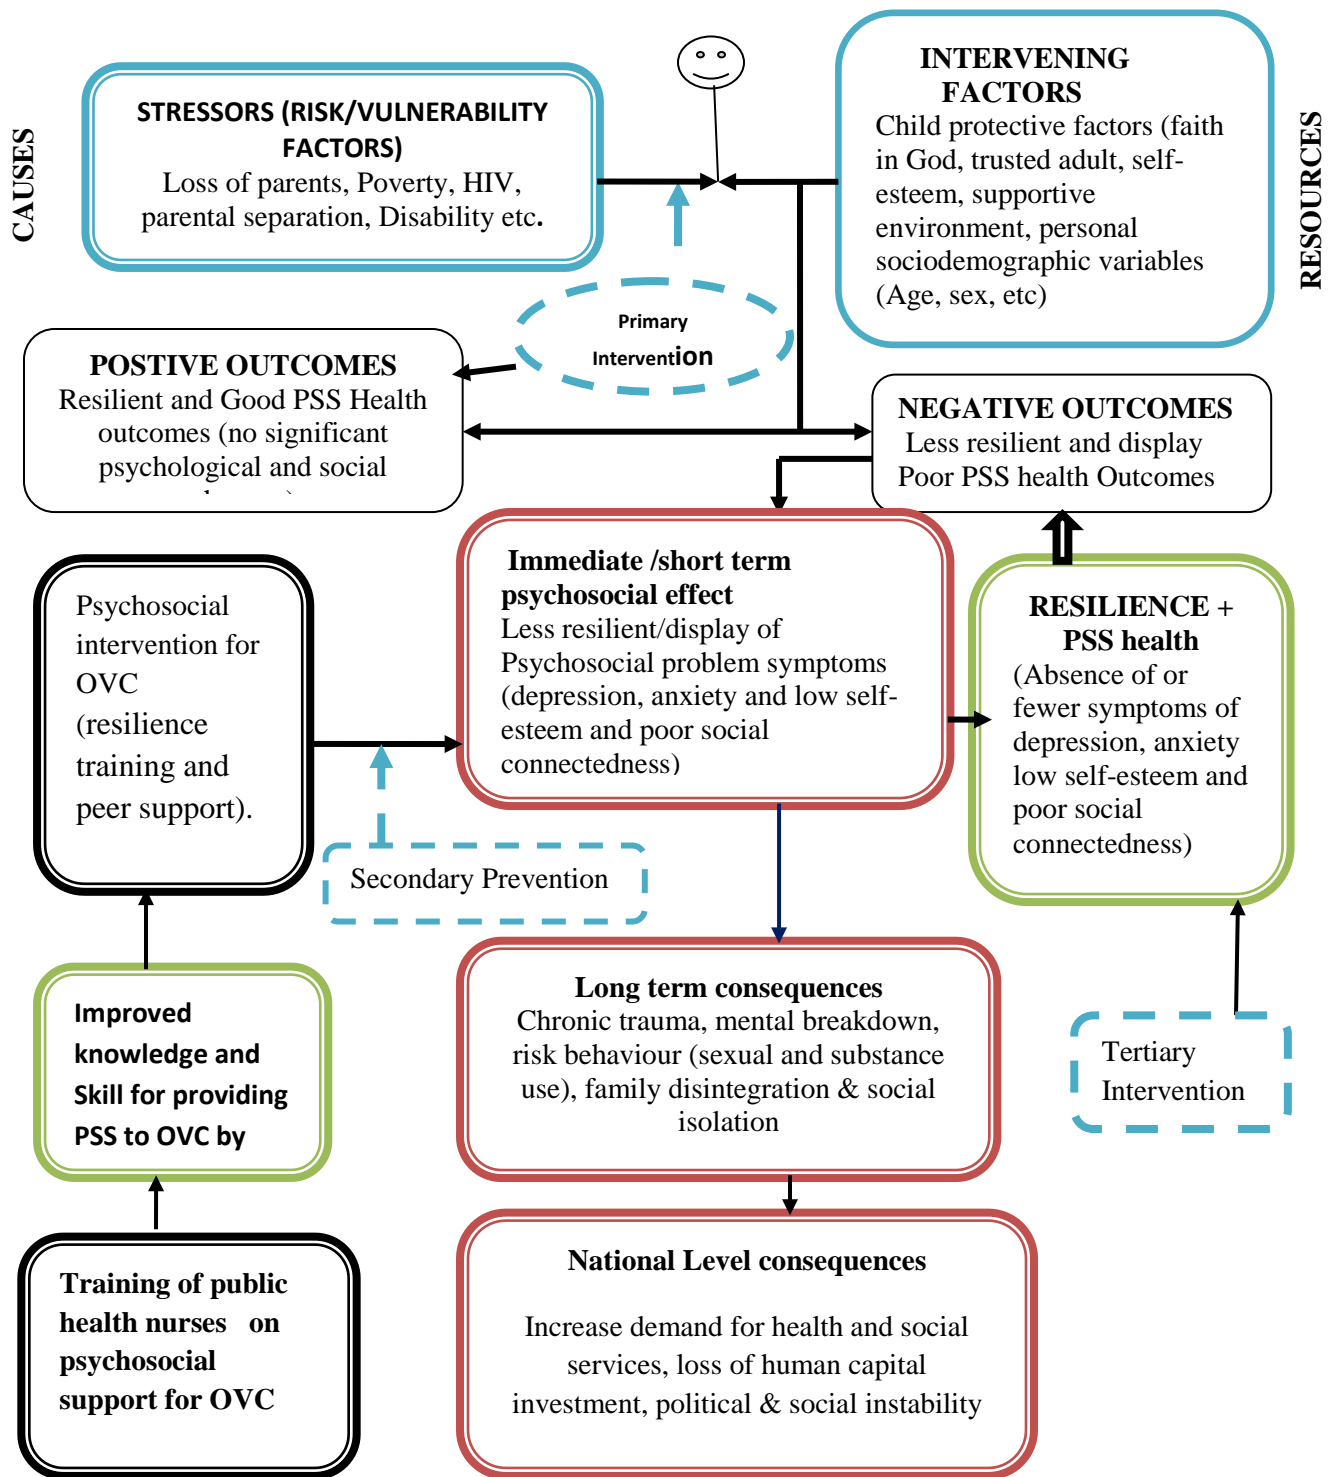 CAUSES
STRESSORS (RISK/VULNERABILITY
FACTORS)
Loss of parents, Poverty, HIV,
parental separation, Disability etc.
INTERVENING
FACTORS
Child protective factors (faith
in God, trusted adult, self-
esteem, supportive
environment, personal
sociodemographic variables
(Age, sex, etc)
RESOURCES
Primary
Intervention
POSTIVE OUTCOMES
Resilient and Good PSS Health
outcomes (no significant
psychological and social
NEGATIVE OUTCOMES
Less resilient and display
Poor PSS health Outcomes
Psychosocial
intervention for
OVC
(resilience
training and
peer support).
Immediate /short term
psychosocial effect
Less resilient/display of
Psychosocial problem symptoms
(depression, anxiety and low self-
esteem and poor social
connectedness)
RESILIENCE +
PSS health
(Absence of or
fewer symptoms of
depression, anxiety
low self-esteem and
poor social
connectedness)
Secondary Prevention
Improved
knowledge and
Skill for providing
PSS to OVC by
Long term consequences
Chronic trauma, mental breakdown,
risk behaviour (sexual and substance
use), family disintegration & social
isolation
Tertiary
Intervention
Training of public
health nurses on
psychosocial
support for OVC
National Level consequences
Increase demand for health and social
services, loss of human capital
investment, political & social instability